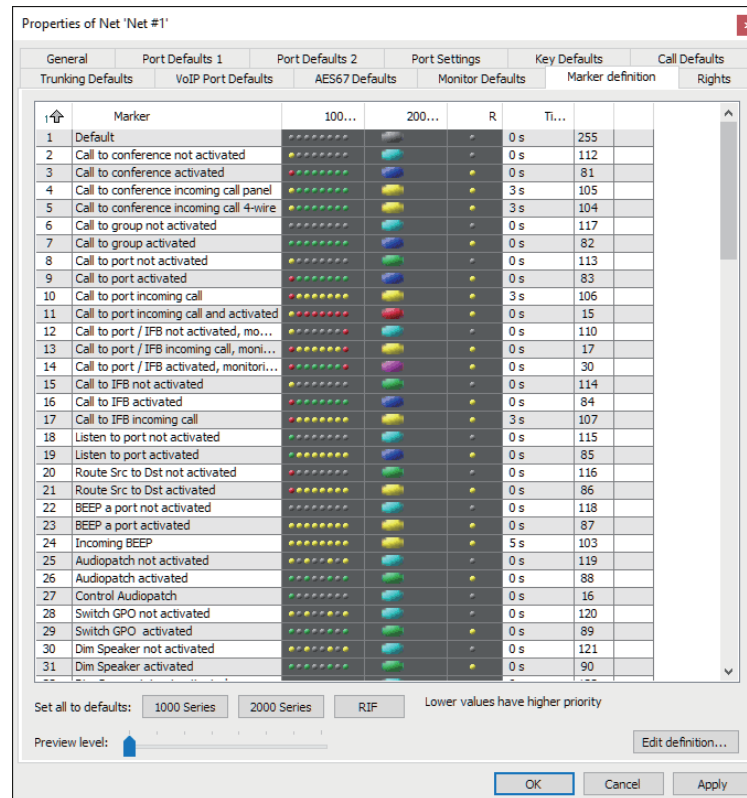 Properties of Net 'Net #1'
General Port Defaults 1 Port Defaults 2 Port Settings Key Defaults Call Defaults
Trunking Defaults VoIP Port Defaults AES67 Defaults Monitor Defaults Marker definition Rights
1 Marker 100... 200... R Ti...
1 Default 0 s 255
2 Call to conference not activated 0 s 112
3 Call to conference activated 0 s 81
4 Call to conference incoming call panel 3 s 105
5 Call to conference incoming call 4-wire 3 s 104
6 Call to group not activated 0 s 117
7 Call to group activated 0 s 82
8 Call to port not activated 0 s 113
9 Call to port activated 0 s 83
10 Call to port incoming call 3 s 106
11 Call to port incoming call and activated 0 s 15
12 Call to port / IFB not activated, mo... 0 s 110
13 Call to port / IFB incoming call, moni... 0 s 17
14 Call to port / IFB activated, monitori... 0 s 30
15 Call to IFB not activated 0 s 114
16 Call to IFB activated 0 s 84
17 Call to IFB incoming call 3 s 107
18 Listen to port not activated 0 s 115
19 Listen to port activated 0 s 85
20 Route Src to Dst not activated 0 s 116
21 Route Src to Dst activated 0 s 86
22 BEEP a port not activated 0 s 118
23 BEEP a port activated 0 s 87
24 Incoming BEEP 5 s 103
25 Audiopatch not activated 0 s 119
26 Audiopatch activated 0 s 88
27 Control Audiopatch 0 s 16
28 Switch GPO not activated 0 s 120
29 Switch GPO activated 0 s 89
30 Dim Speaker not activated 0 s 121
31 Dim Speaker activated 0 s 90
Set all to defaults: 1000 Series 2000 Series RIF Lower values have higher priority
Preview level: Edit definition...
OK Cancel Apply